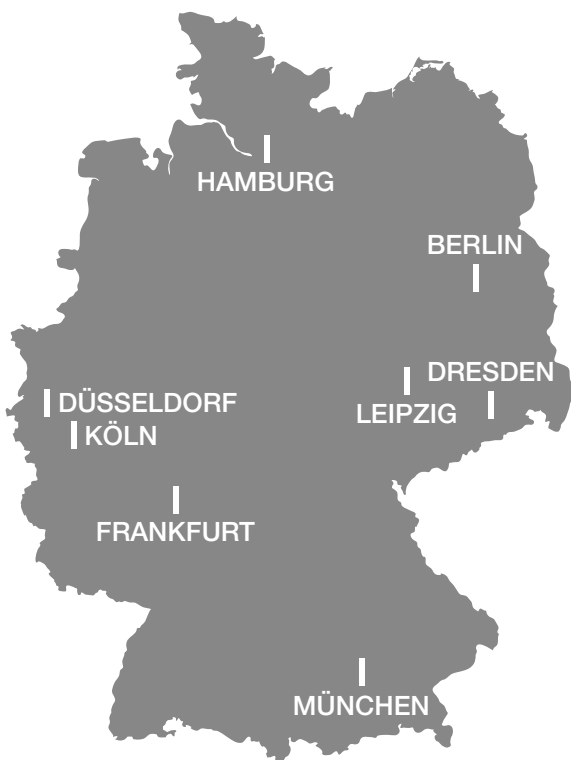 HAMBURG
BERLIN
DRESDEN
DÜSSELDORF
LEIPZIG
KÖLN
FRANKFURT
MÜNCHEN